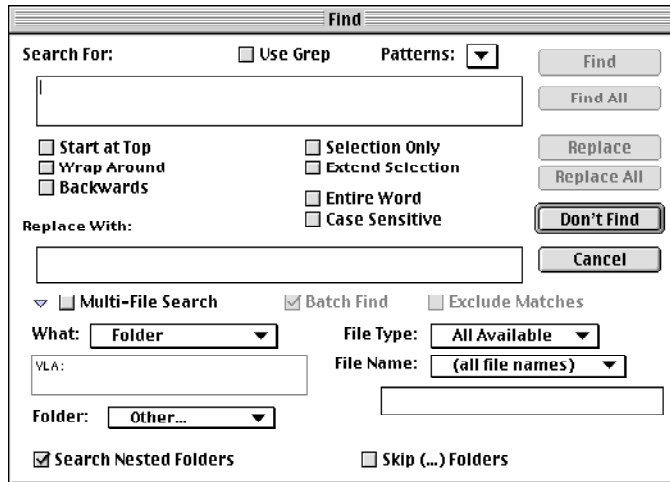 Find
Search For: Use Grep Patterns: Find
Find All
Start at Top Selection Only Replace
Wrap Around Extend Selection Replace All
Backwards
Entire Word
Case Sensitive Don't Find
Replace With:
Cancel
Multi-File Search Batch Find Exclude Matches
What: Folder File Type: All Available
VLA: File Name: (all file names)
Folder: Other...
Search Nested Folders Skip (...) Folders